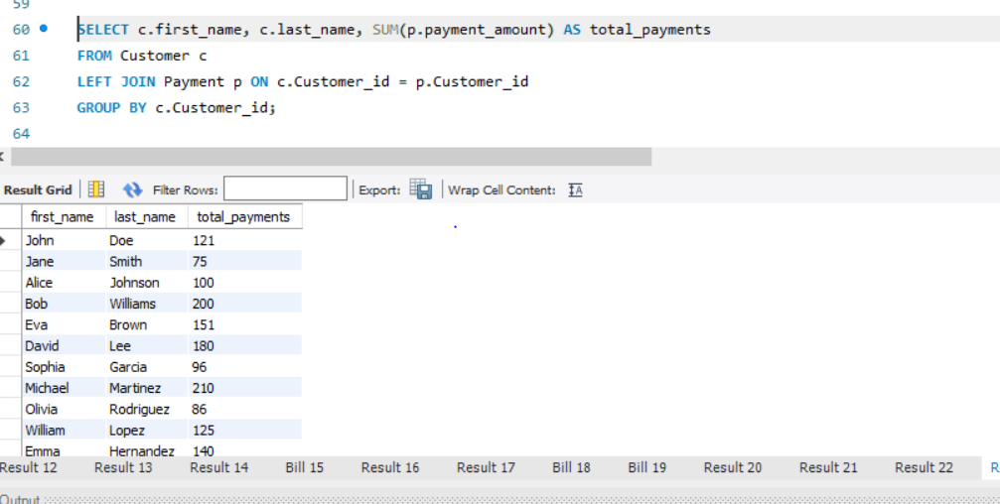 59
60 SELECT c.first_name, c.last_name, SUM(p.payment_amount) AS total_payments
61 FROM Customer c
62 LEFT JOIN Payment p ON c.Customer_id = p.Customer_id
63 GROUP BY c.Customer_id;
64
Result Grid Filter Rows: Export: Wrap Cell Content: IA
first_name last_name total_payments
John Doe 121
Jane Smith 75
Alice Johnson 100
Bob Williams 200
Eva Brown 151
David Lee 180
Sophia Garcia 96
Michael Martinez 210
Olivia Rodriguez 86
William Lopez 125
Emma Hernandez 140
Result 12 Result 13 Result 14 Bill 15 Result 16 Result 17 Bill 18 Bill 19 Result 20 Result 21 Result 22 R
Output